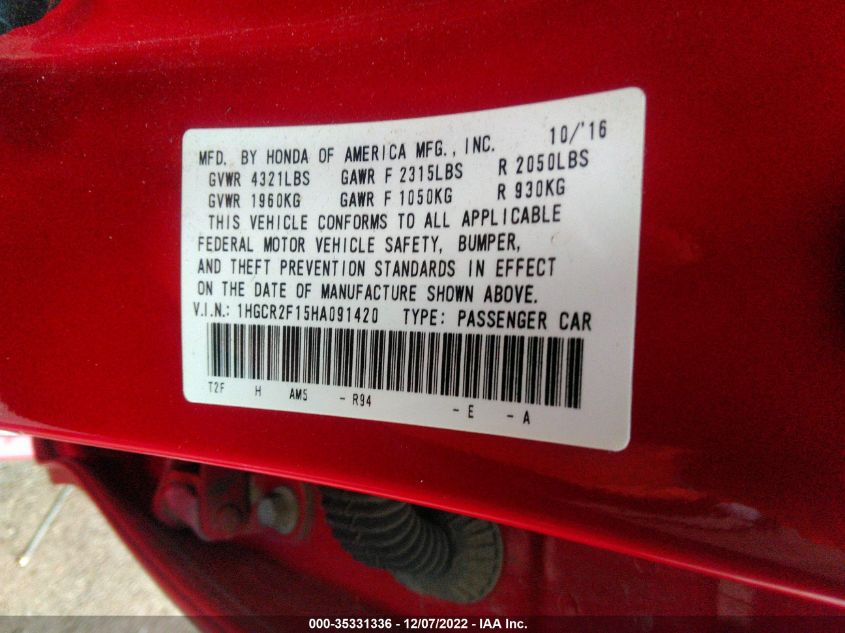 MFD. BY HONDA OF AMERICA MFG., INC. 10/'16
GVWR 4321LBS GAWR F 2315LBS R 2050LBS
GVWR 1960KG GAWR F 1050KG R 930KG
THIS VEHICLE CONFORMS TO ALL APPLICABLE
FEDERAL MOTOR VEHICLE SAFETY, BUMPER,
AND THEFT PREVENTION STANDARDS IN EFFECT
ON THE DATE OF MANUFACTURE SHOWN ABOVE.
V.I.N.: 1HGCR2F15HA091420 TYPE: PASSENGER CAR
T2F H AM5 - R94 - E - A
000-35331336 - 12/07/2022 - IAA Inc.